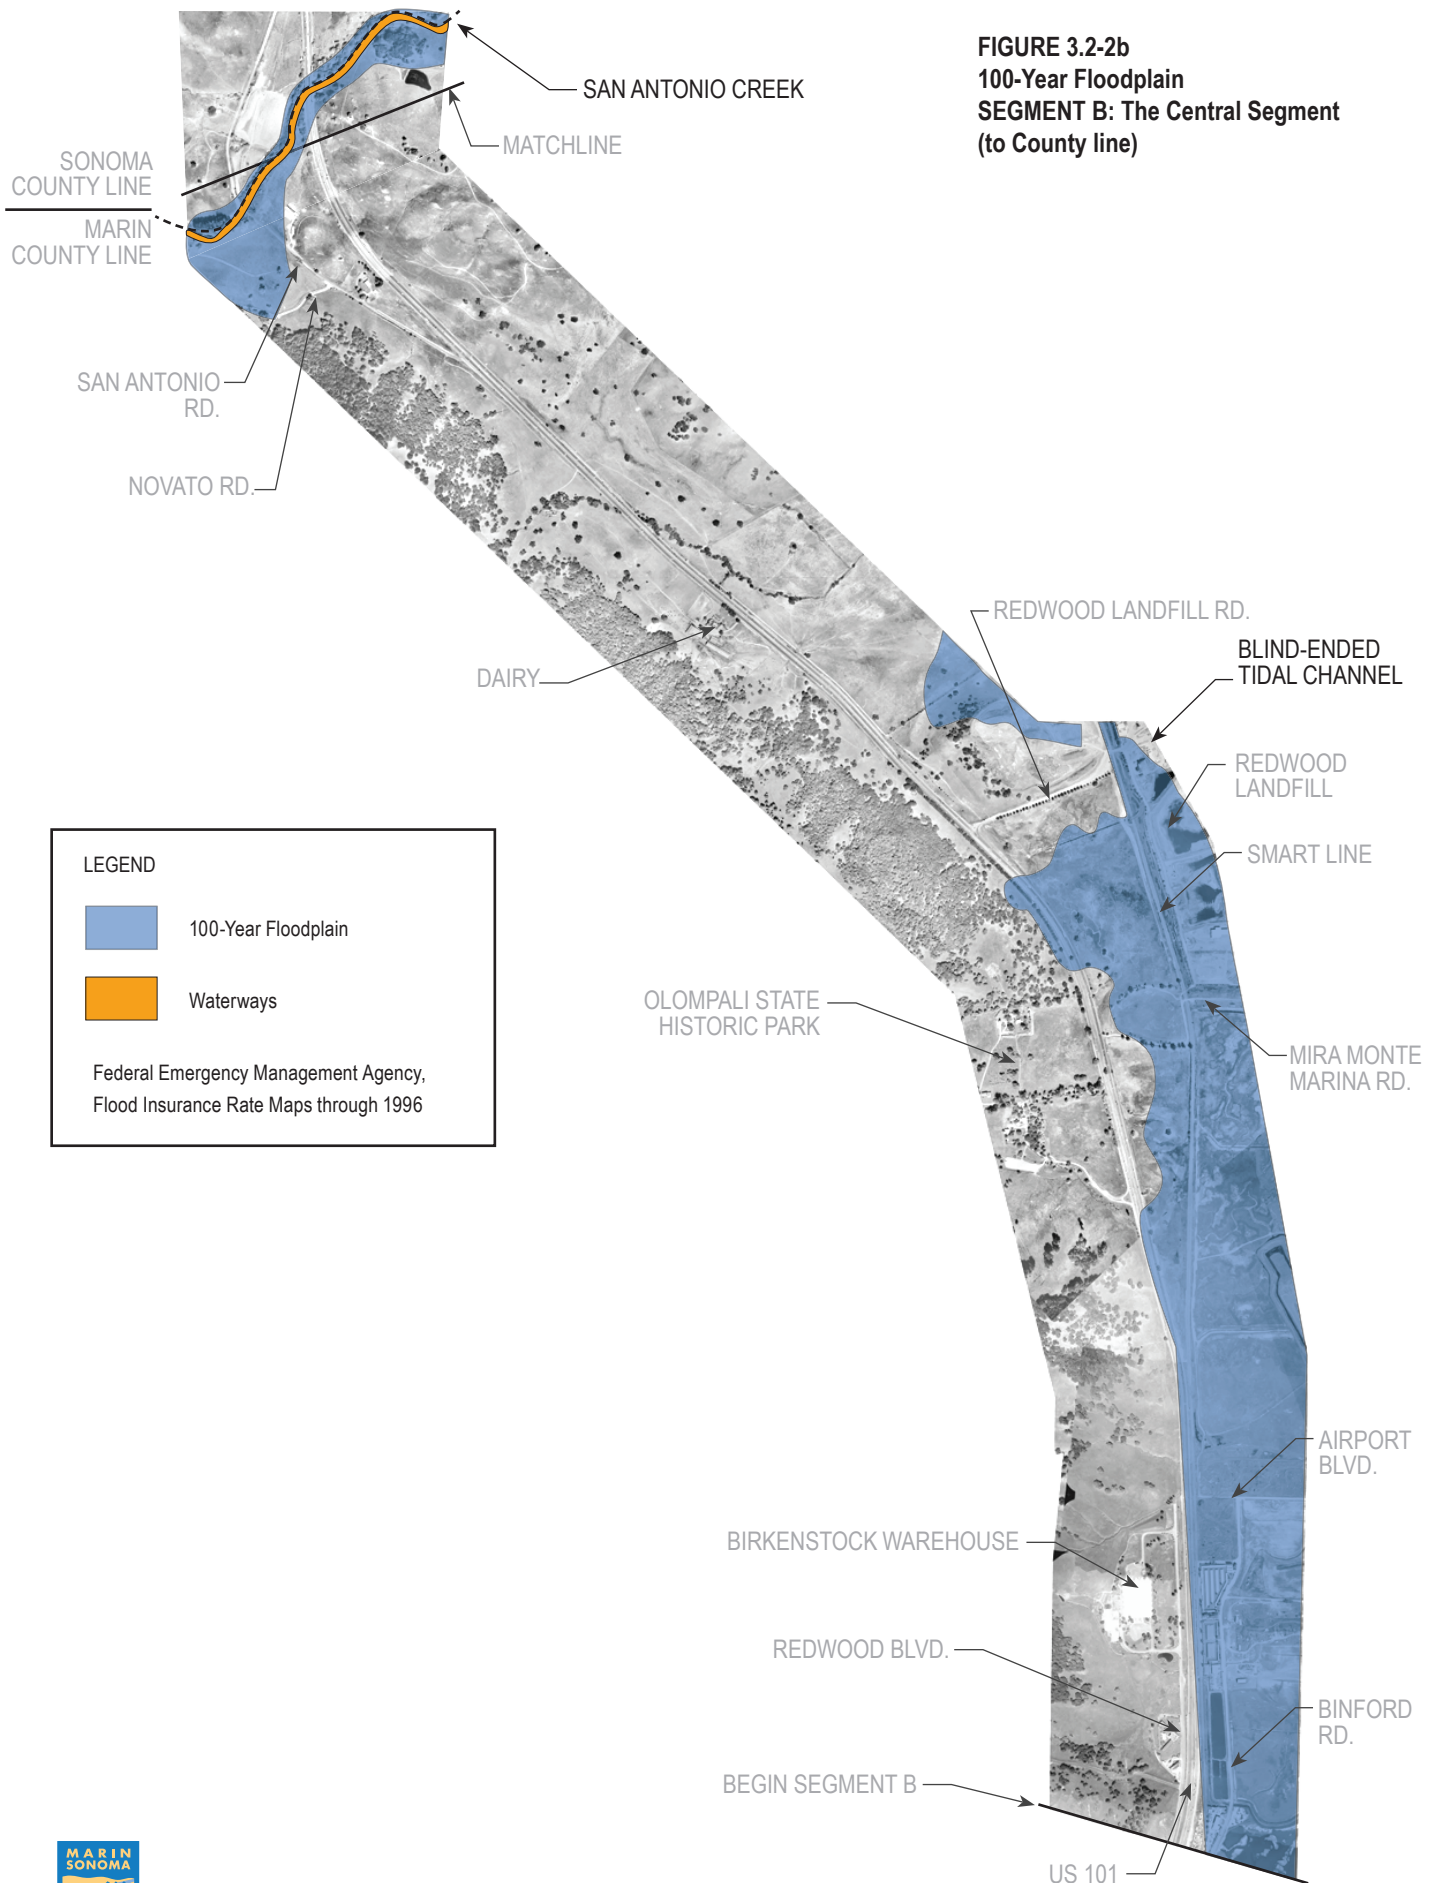 FIGURE 3.2-2b
100-Year Floodplain
SEGMENT B: The Central Segment
(to County line)
SAN ANTONIO CREEK
MATCHLINE
SONOMA
COUNTY LINE
MARIN
COUNTY LINE
SAN ANTONIO
RD.
NOVATO RD.
REDWOOD LANDFILL RD.
BLIND-ENDED
TIDAL CHANNEL
DAIRY
REDWOOD
LANDFILL
SMART LINE
LEGEND
100-Year Floodplain
Waterways
Federal Emergency Management Agency,
Flood Insurance Rate Maps through 1996
OLOMPALI STATE
HISTORIC PARK
MIRA MONTE
MARINA RD.
AIRPORT
BLVD.
BIRKENSTOCK WAREHOUSE
REDWOOD BLVD.
BINFORD
RD.
BEGIN SEGMENT B
US 101
MARIN
SONOMA